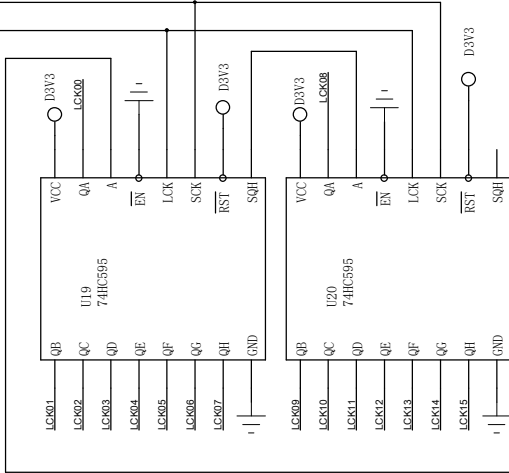 D3V3
LCK00
D3V3
D3V3
LCK08
D3V3
VCC
QA
A
EN
LCK
SCK
RST
SQH
VCC
QA
A
EN
LCK
SCK
RST
SQH
U19
74HC595
U20
74HC595
QB
QC
QD
QE
QF
QG
QH
GND
QB
QC
QD
QE
QF
QG
QH
GND
LCK01
LCK02
LCK03
LCK04
LCK05
LCK06
LCK07
LCK09
LCK10
LCK11
LCK12
LCK13
LCK14
LCK15